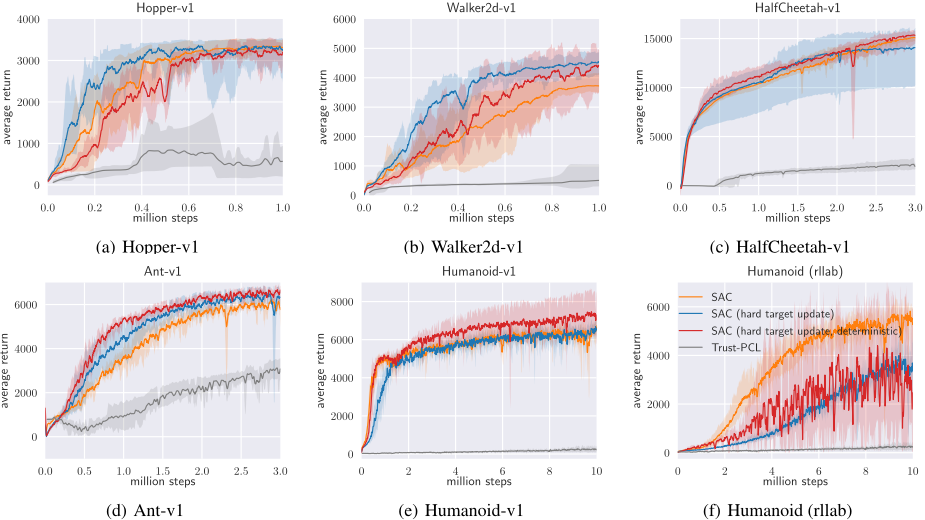 Hopper-v1
4000
3000
2000
1000
0
average return
0.0 0.2 0.4 0.6 0.8 1.0
million steps
(a) Hopper-v1
Walker2d-v1
6000
5000
4000
3000
2000
1000
0
average return
0.0 0.2 0.4 0.6 0.8 1.0
million steps
(b) Walker2d-v1
HalfCheetah-v1
15000
10000
5000
0
average return
0.0 0.5 1.0 1.5 2.0 2.5 3.0
million steps
(c) HalfCheetah-v1
Ant-v1
6000
4000
2000
0
average return
0.0 0.5 1.0 1.5 2.0 2.5 3.0
million steps
(d) Ant-v1
Humanoid-v1
8000
6000
4000
2000
0
average return
0 2 4 6 8 10
million steps
(e) Humanoid-v1
Humanoid (rllab)
6000
4000
2000
0
average return
SAC
SAC (hard target update)
SAC (hard target update, deterministic)
Trust-PCL
0 2 4 6 8 10
million steps
(f) Humanoid (rllab)